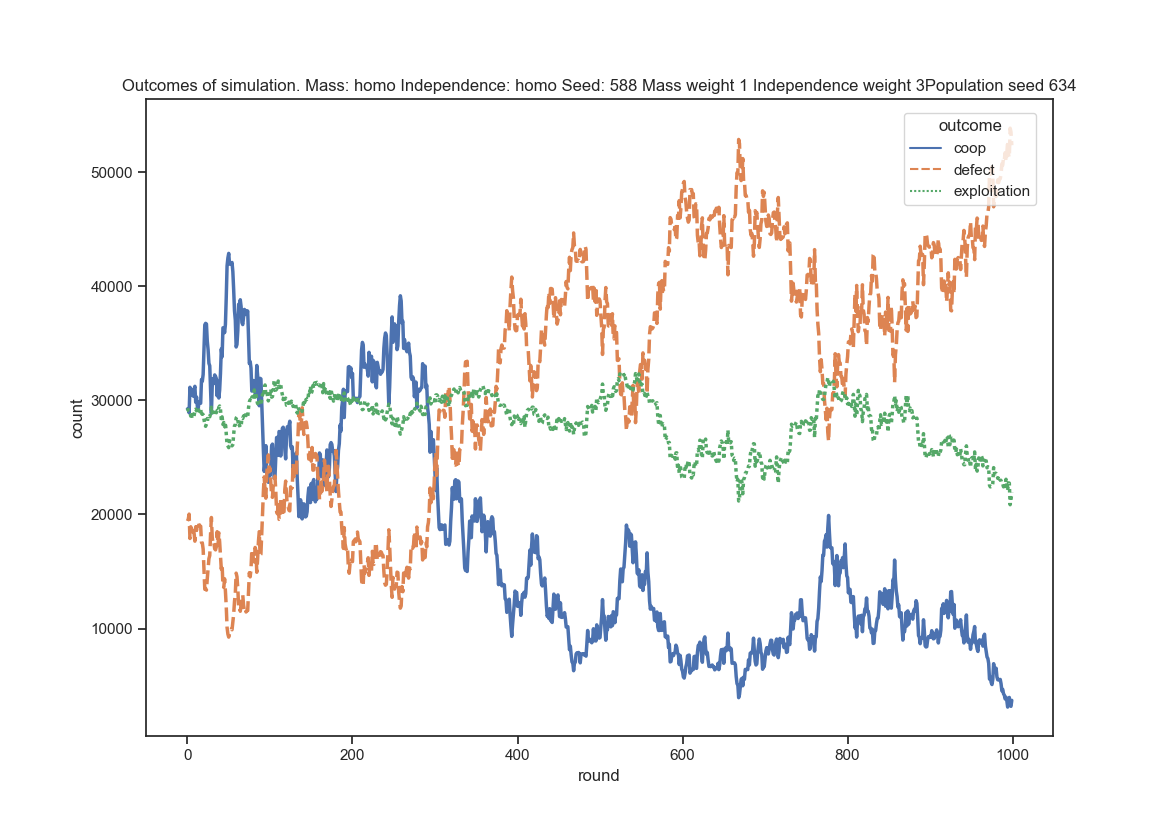 Outcomes of simulation. Mass: homo Independence: homo Seed: 588 Mass weight 1 Independence weight 3Population seed 634
outcome
coop
defect
exploitation
50000
40000
30000
20000
10000
count
0 200 400 600 800 1000
round